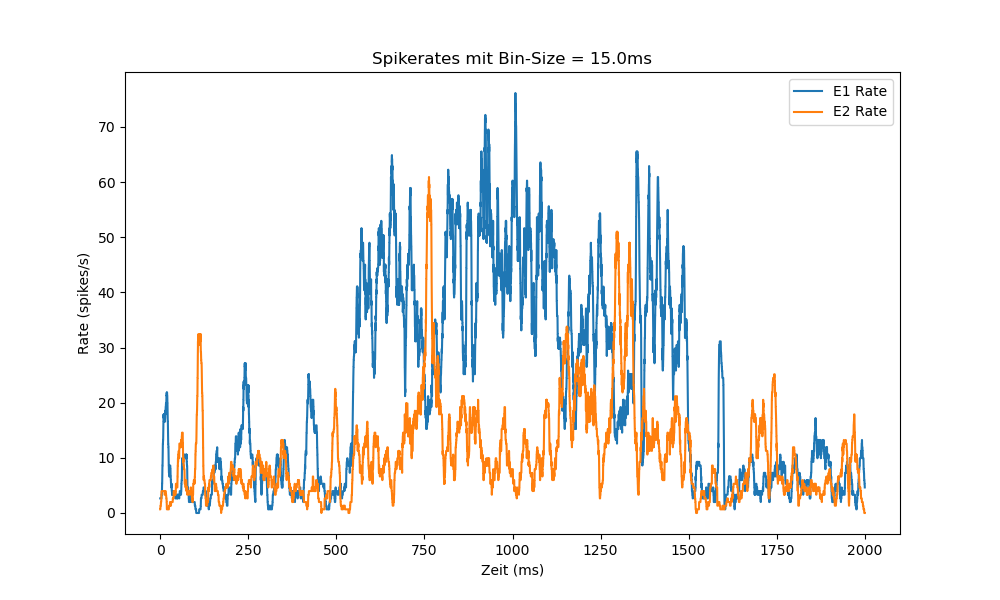 Spikerates mit Bin-Size = 15.0ms
E1 Rate
E2 Rate
70
60
50
40
30
20
10
0
Rate (spikes/s)
0 250 500 750 1000 1250 1500 1750 2000
Zeit (ms)